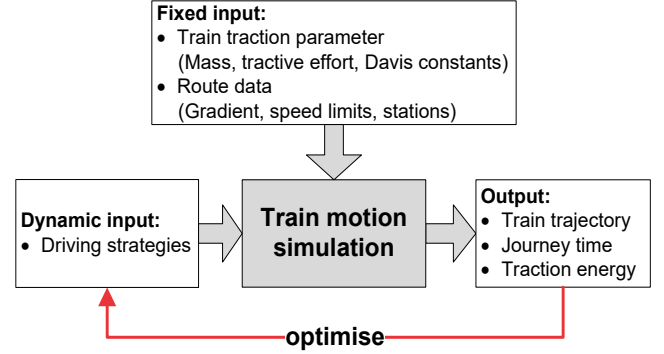 Fixed input:
• Train traction parameter
(Mass, tractive effort, Davis constants)
• Route data
(Gradient, speed limits, stations)
Dynamic input:
• Driving strategies
Train motion
simulation
Output:
• Train trajectory
• Journey time
• Traction energy
optimise